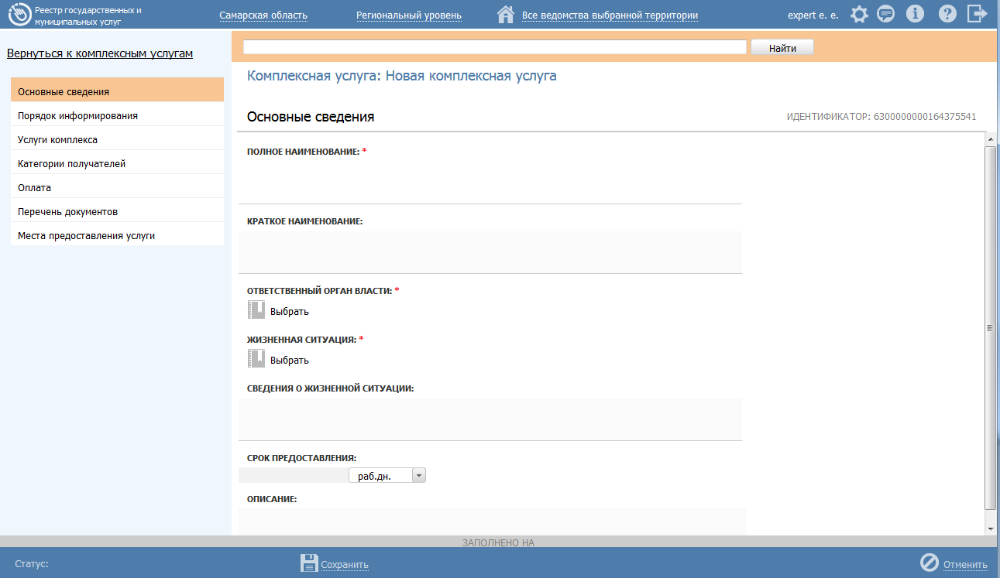 Реестр государственных и
муниципальных услуг
Самарская область
Региональный уровень
Все ведомства выбранной территории
expert e. e.
Вернуться к комплексным услугам
Найти
Основные сведения
Порядок информирования
Услуги комплекса
Категории получателей
Оплата
Перечень документов
Места предоставления услуги
Комплексная услуга: Новая комплексная услуга
Основные сведения
ИДЕНТИФИКАТОР: 6300000000164375541
ПОЛНОЕ НАИМЕНОВАНИЕ: *
КРАТКОЕ НАИМЕНОВАНИЕ:
ОТВЕТСТВЕННЫЙ ОРГАН ВЛАСТИ: *
Выбрать
ЖИЗНЕННАЯ СИТУАЦИЯ: *
Выбрать
СВЕДЕНИЯ О ЖИЗНЕННОЙ СИТУАЦИИ:
СРОК ПРЕДОСТАВЛЕНИЯ:
раб.дн.
ОПИСАНИЕ:
ЗАПОЛНЕНО НА
Статус:
Сохранить
Отменить